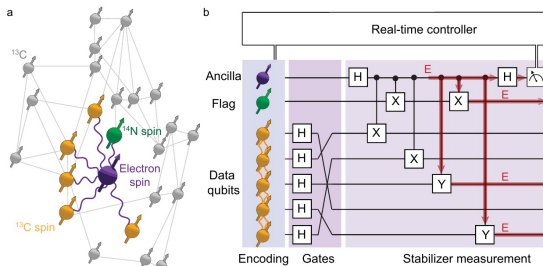 a
¹³C
¹⁴N spin
Electron
spin
¹³C spin
b
Real-time controller
Ancilla
H
E
H
Flag
X
X
E
H
X
H
X
Data
qubits
H
Y
E
H
H
Y
E
Encoding
Gates
Stabilizer measurement